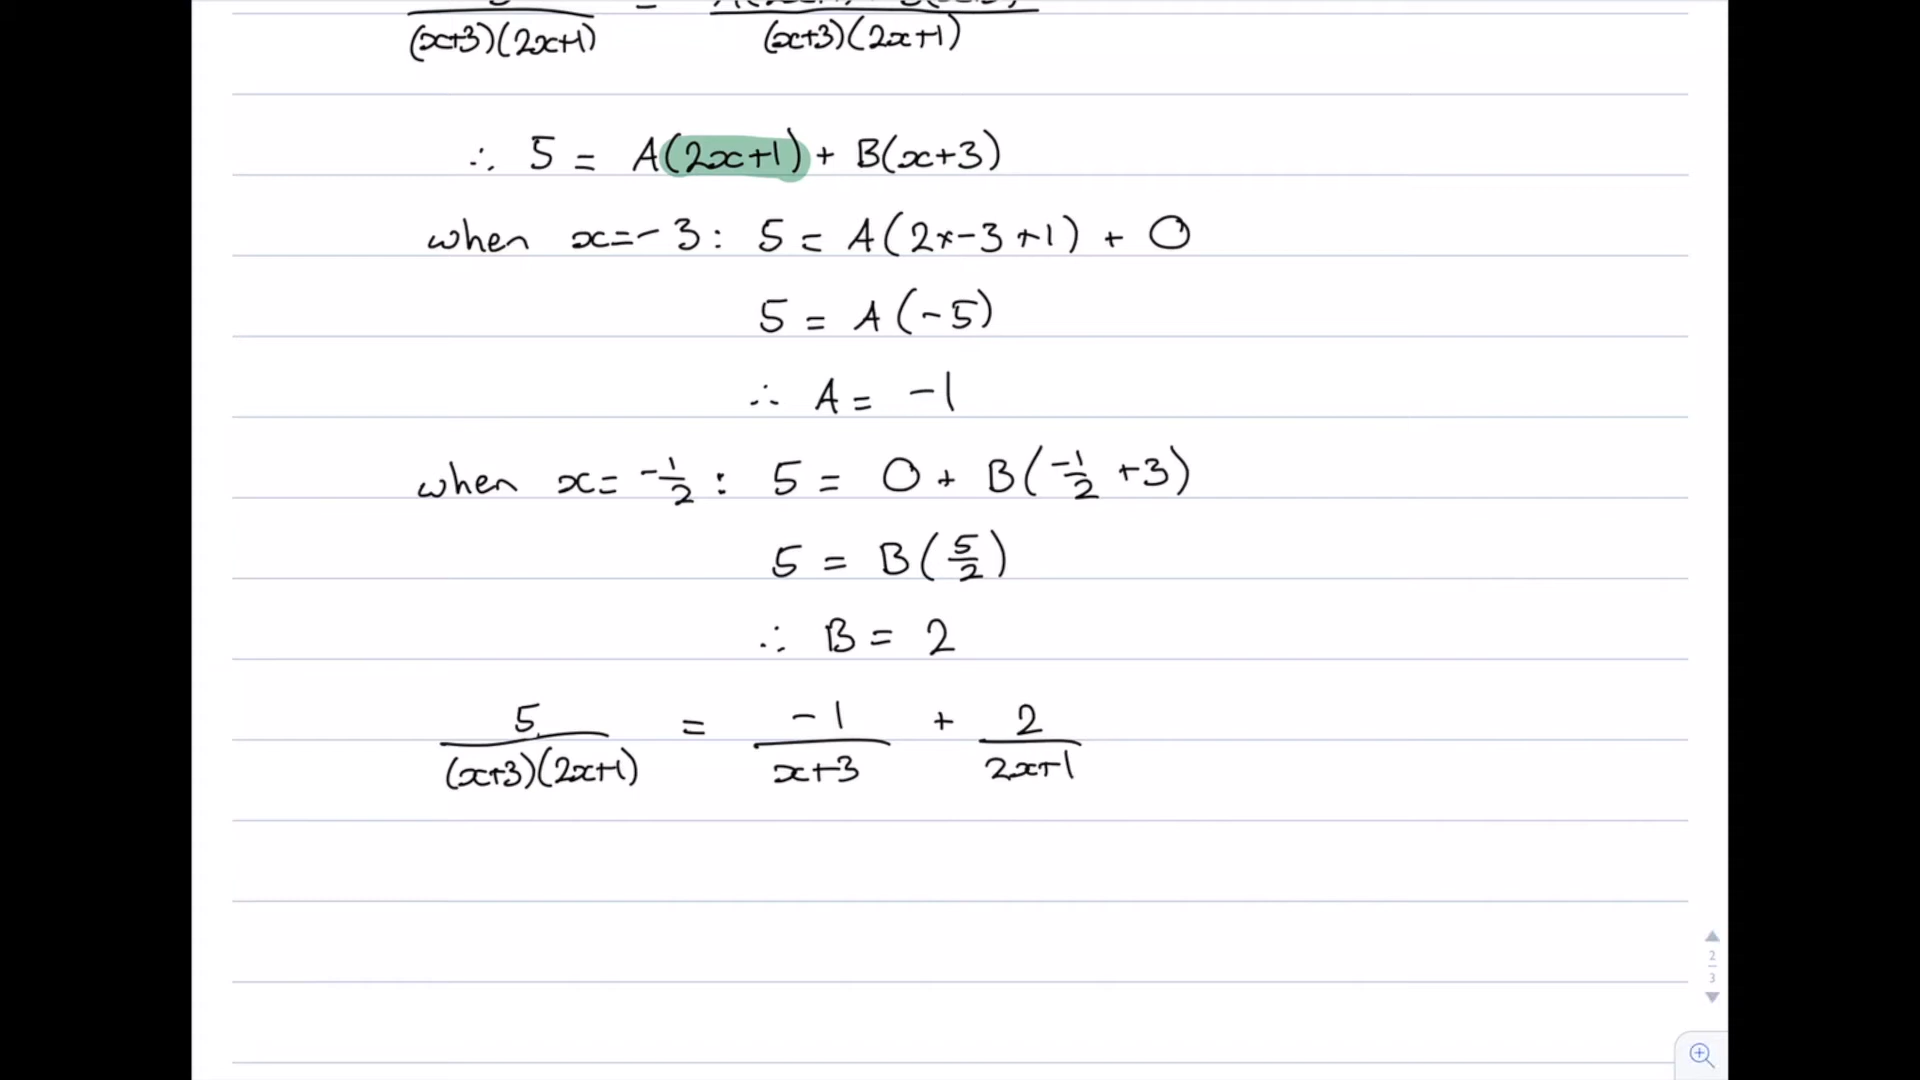 (x+3)(2x+1) (x+3)(2x+1)
∴ 5 = A(2x+1) + B(x+3)
when x=-3: 5 = A(2×-3+1) + 0
5 = A(-5)
∴ A = -1
when x= -1/2 : 5 = 0 + B(-1/2 +3)
5 = B(5/2)
∴ B = 2
5/(x+3)(2x+1) = -1/x+3 + 2/2x+1
2
3